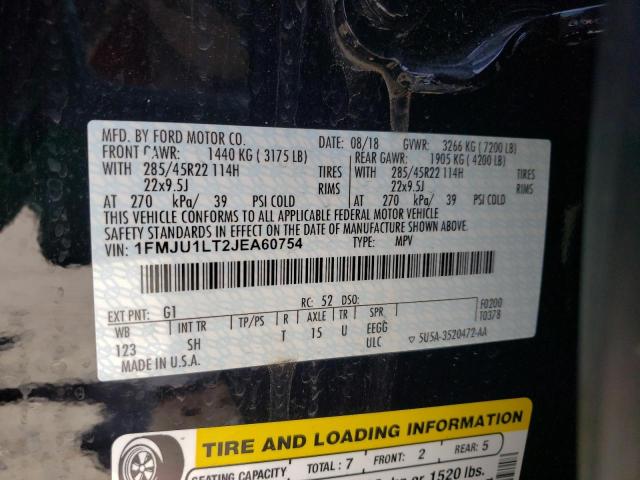 MFD. BY FORD MOTOR CO. 08/18 GVWR: 3266 KG ( 7200 LB)
FRONT GAWR: 1440 KG ( 3175 LB) REAR GAWR: 1905 KG ( 4200 LB)
WITH 285/45R22 114H TIRES WITH 285/45R22 114H TIRES
22x9.5J RIMS 22x9.5J RIMS
AT 270 kPa/ 39 PSI COLD AT 270 kPa/ 39 PSI COLD
THIS VEHICLE CONFORMS TO ALL APPLICABLE FEDERAL MOTOR VEHICLE
SAFETY STANDARDS IN EFFECT ON THE DATE OF MANUFACTURE SHOWN ABOVE.
VIN: 1FMJU1LT2JEA60754 TYPE: MPV
EXT PNT: G1 RC: 52 DSO: F0200
WB INT TR TP/PS R AXLE TR SPR T0378
123 SH T 15 U EEGG
ULC ▽ 5U5A-3520472-AA
MADE IN U.S.A.
TIRE AND LOADING INFORMATION
SEATING CAPACITY TOTAL: 7 FRONT: 2 REAR: 5
or 1520 lbs.